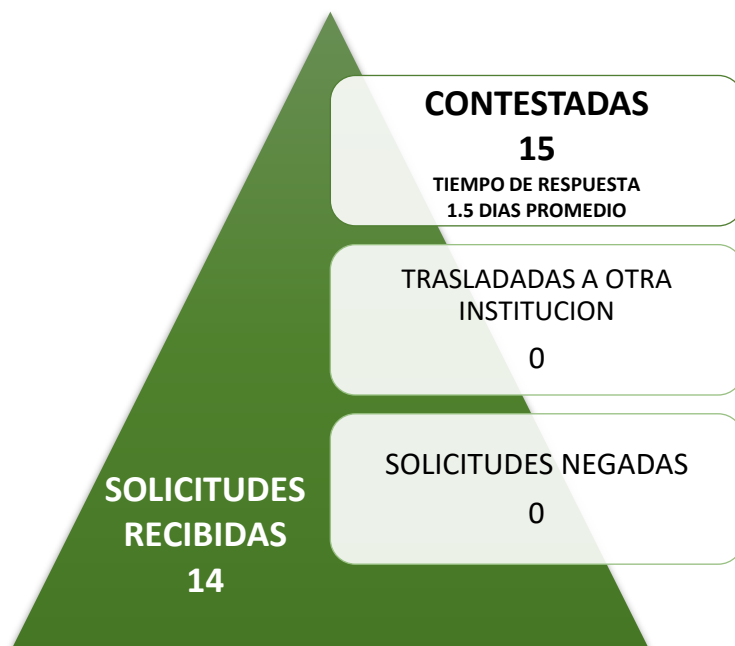 CONTESTADAS
15
TIEMPO DE RESPUESTA
1.5 DIAS PROMEDIO
TRASLADADAS A OTRA
INSTITUCION
0
SOLICITUDES NEGADAS
0
SOLICITUDES
RECIBIDAS
14